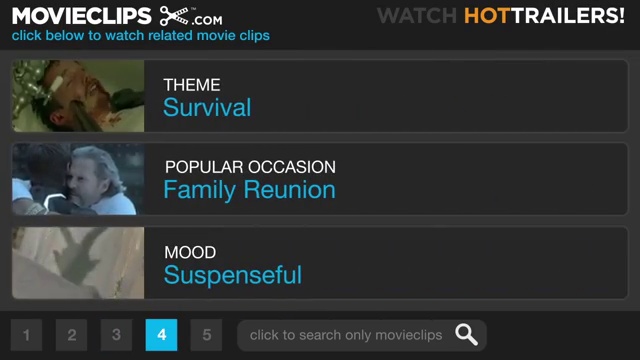 MOVIECLIPS .COM
WATCH HOTTRAILERS!
click below to watch related movie clips
THEME
Survival
POPULAR OCCASION
Family Reunion
MOOD
Suspenseful
1 2 3 4 5 click to search only movieclips